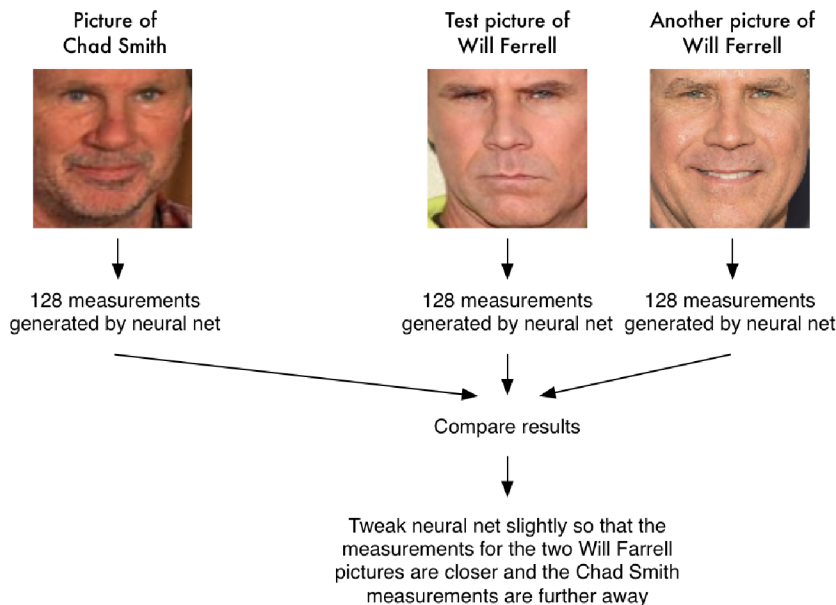 Picture of
Chad Smith
Test picture of
Will Ferrell
Another picture of
Will Ferrell
128 measurements
generated by neural net
128 measurements
generated by neural net
128 measurements
generated by neural net
Compare results
Tweak neural net slightly so that the
measurements for the two Will Farrell
pictures are closer and the Chad Smith
measurements are further away